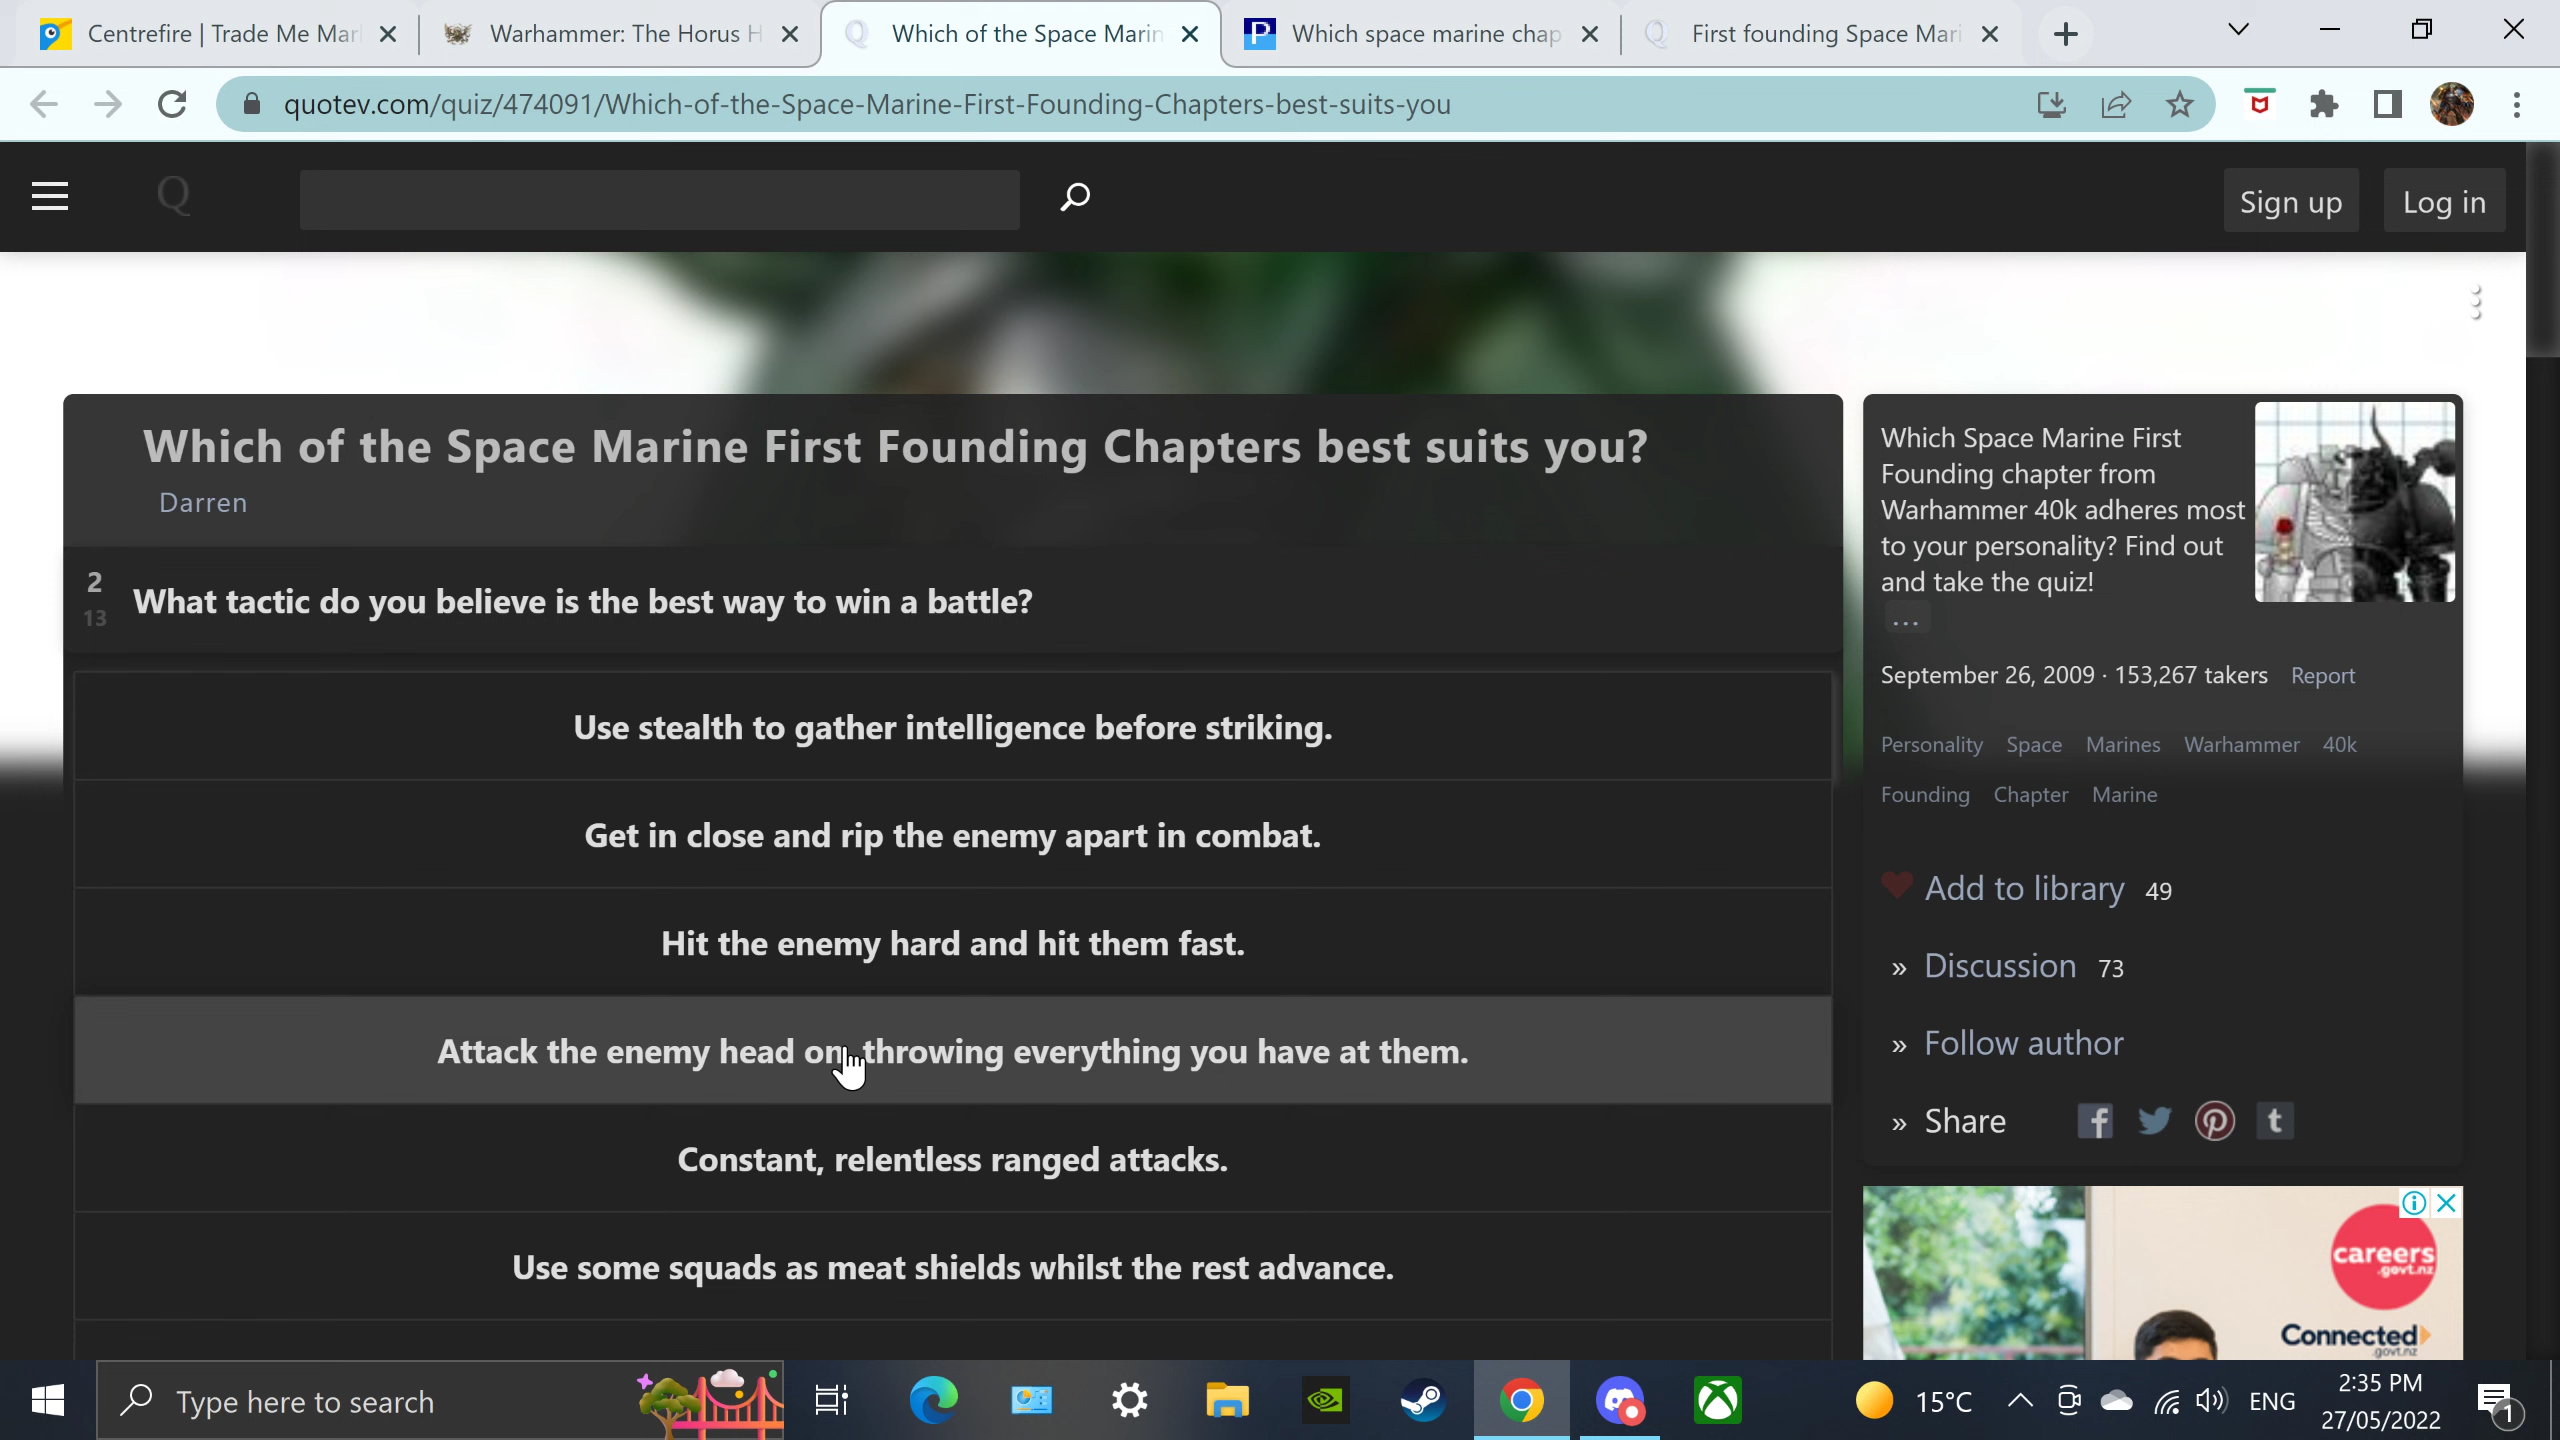 Centrefire | Trade Me Mar
Warhammer: The Horus H
Which of the Space Marin
P
Which space marine chap
First founding Space Mari
quotev.com/quiz/474091/Which-of-the-Space-Marine-First-Founding-Chapters-best-suits-you
Q
Sign up
Log in
Which of the Space Marine First Founding Chapters best suits you?
Darren
2
13
What tactic do you believe is the best way to win a battle?
Use stealth to gather intelligence before striking.
Get in close and rip the enemy apart in combat.
Hit the enemy hard and hit them fast.
Attack the enemy head on, throwing everything you have at them.
Constant, relentless ranged attacks.
Use some squads as meat shields whilst the rest advance.
Which Space Marine First
Founding chapter from
Warhammer 40k adheres most
to your personality? Find out
and take the quiz!
...
September 26, 2009 · 153,267 takers Report
Personality Space Marines Warhammer 40k
Founding Chapter Marine
Add to library 49
» Discussion 73
» Follow author
» Share
careers
.govt.nz
Connected
.govt.nz
Type here to search
15°C
ENG
2:35 PM
27/05/2022
1